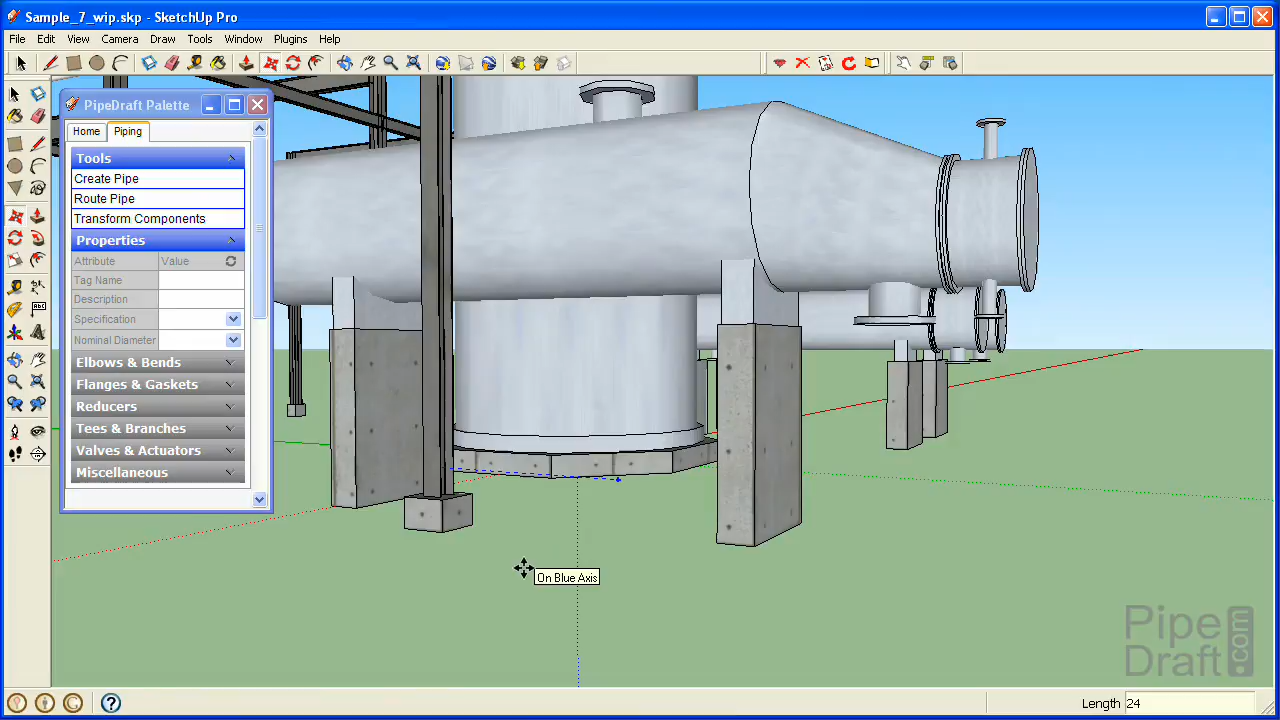 Sample_7_wip.skp - SketchUp Pro
File Edit View Camera Draw Tools Window Plugins Help
PipeDraft Palette
Home Piping
Tools
Create Pipe
Route Pipe
Transform Components
Properties
Attribute Value
Tag Name
Description
Specification
Nominal Diameter
Elbows & Bends
Flanges & Gaskets
Reducers
Tees & Branches
Valves & Actuators
Miscellaneous
On Blue Axis
Pipe
Draft.com
Length 24